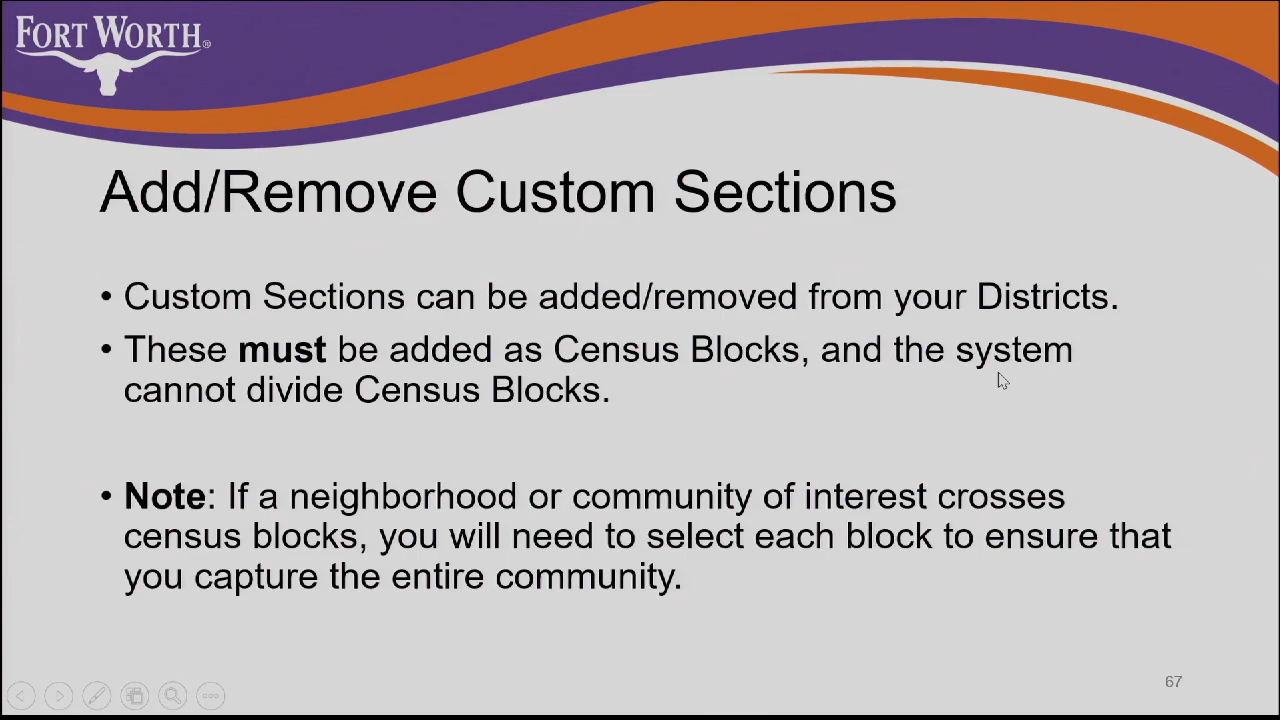 FORT WORTH®
Add/Remove Custom Sections
• Custom Sections can be added/removed from your Districts.
• These must be added as Census Blocks, and the system
cannot divide Census Blocks.
• Note: If a neighborhood or community of interest crosses
census blocks, you will need to select each block to ensure that
you capture the entire community.
67